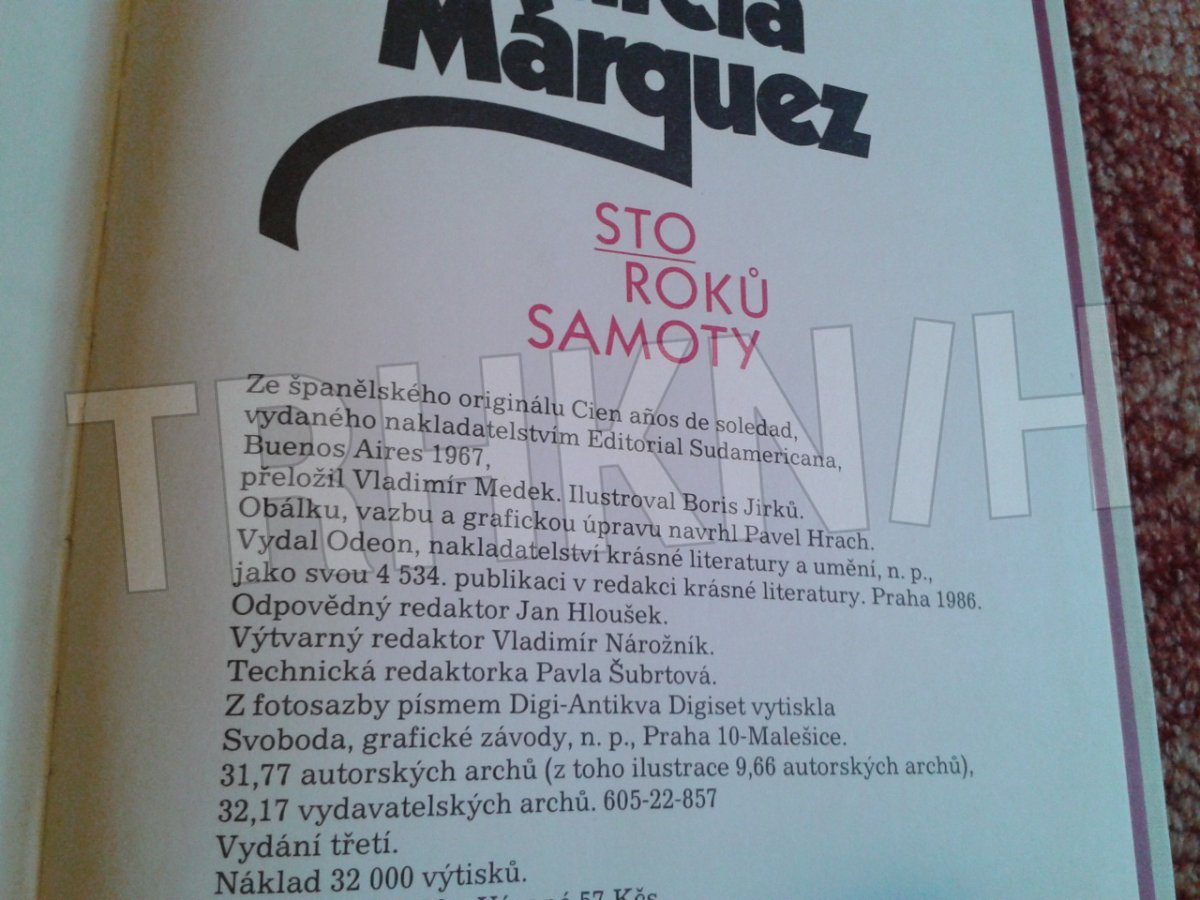 Márquez
STO
ROKŮ
SAMOTY
Ze španělského originálu Cien años de soledad,
vydaného nakladatelstvím Editorial Sudamericana,
Buenos Aires 1967,
přeložil Vladimír Medek. Ilustroval Boris Jirků.
Obálku, vazbu a grafickou úpravu navrhl Pavel Hrach.
Vydal Odeon, nakladatelství krásné literatury a umění, n. p.,
jako svou 4 534. publikaci v redakci krásné literatury. Praha 1986.
Odpovědný redaktor Jan Hloušek.
Výtvarný redaktor Vladimír Nárožník.
Technická redaktorka Pavla Šubrtová.
Z fotosazby písmem Digi-Antikva Digiset vytiskla
Svoboda, grafické závody, n. p., Praha 10-Malešice.
31,77 autorských archů (z toho ilustrace 9,66 autorských archů),
32,17 vydavatelských archů. 605-22-857
Vydání třetí.
Náklad 32 000 výtisků.
57 Kčs
TRHKNIH